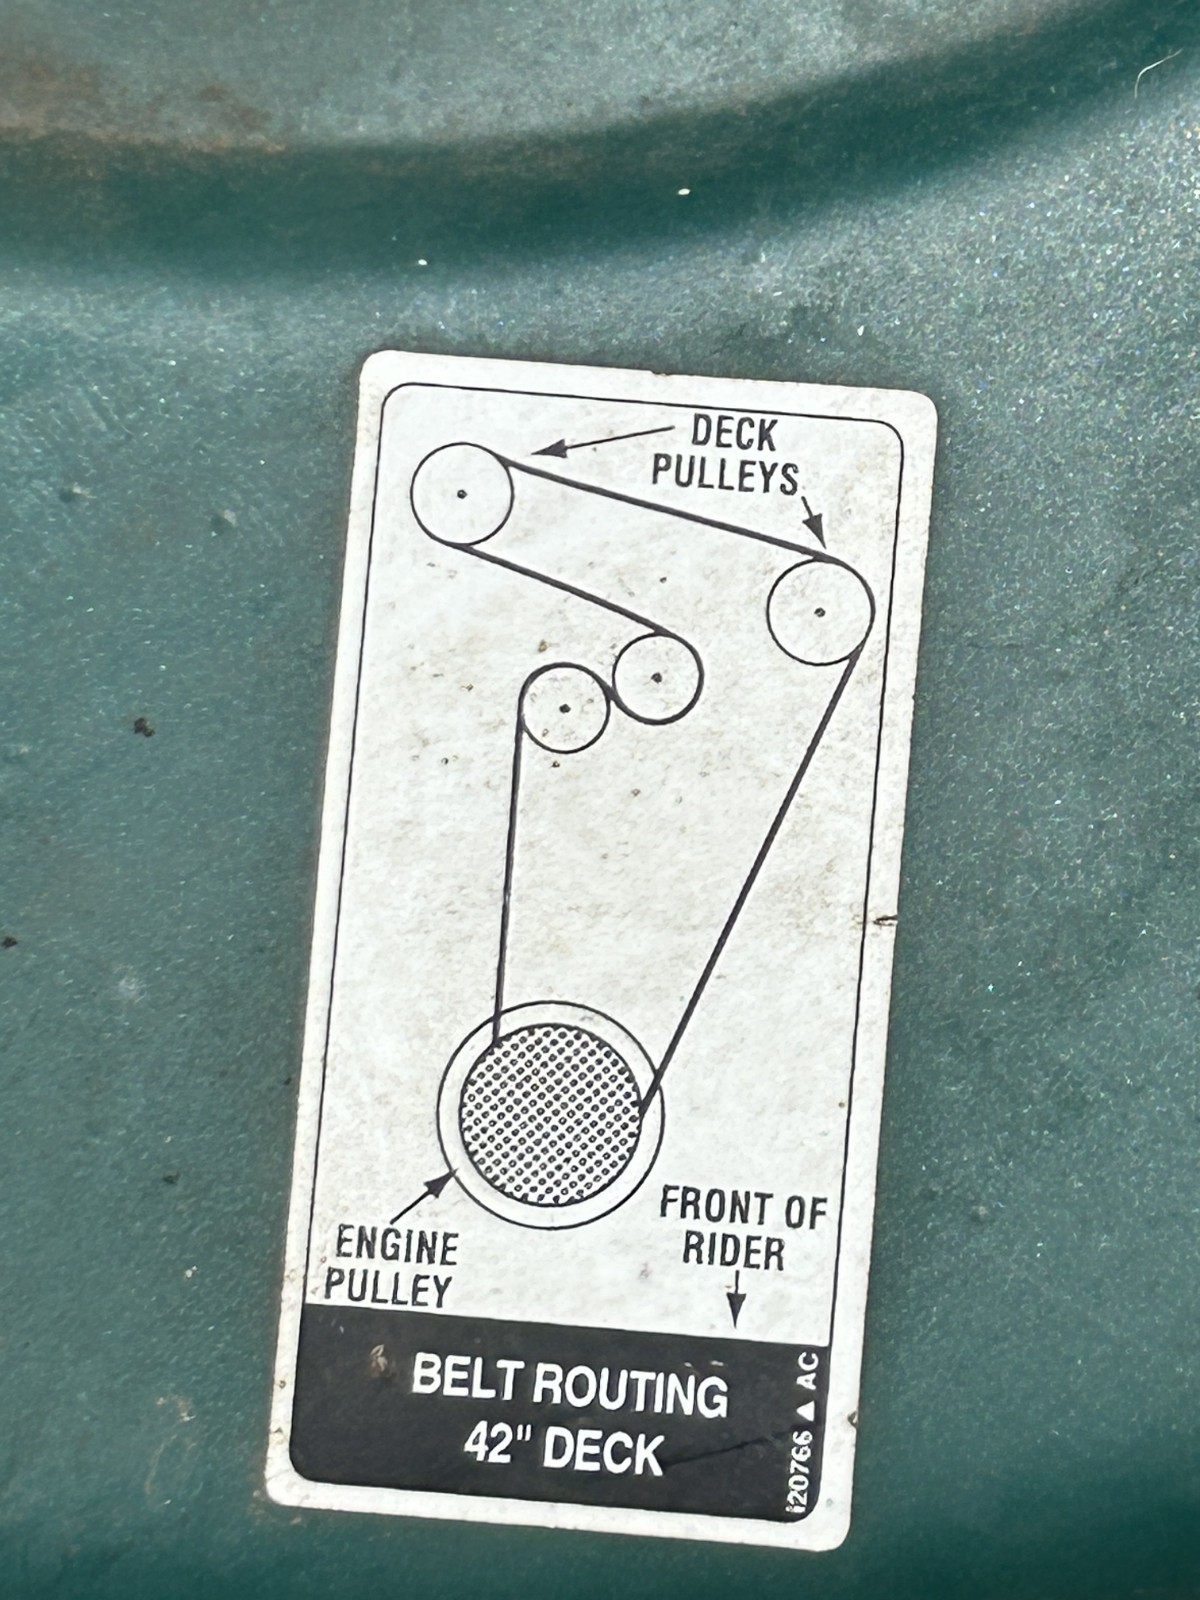 DECK
PULLEYS
ENGINE
PULLEY
FRONT OF
RIDER
BELT ROUTING
42" DECK
120766 ▲ AC